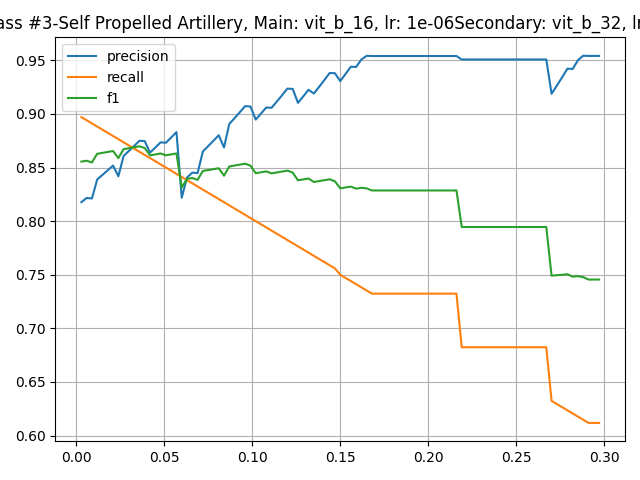 ass #3-Self Propelled Artillery, Main: vit_b_16, lr: 1e-06Secondary: vit_b_32, lr
precision
recall
f1
0.95
0.90
0.85
0.80
0.75
0.70
0.65
0.60
0.00 0.05 0.10 0.15 0.20 0.25 0.30